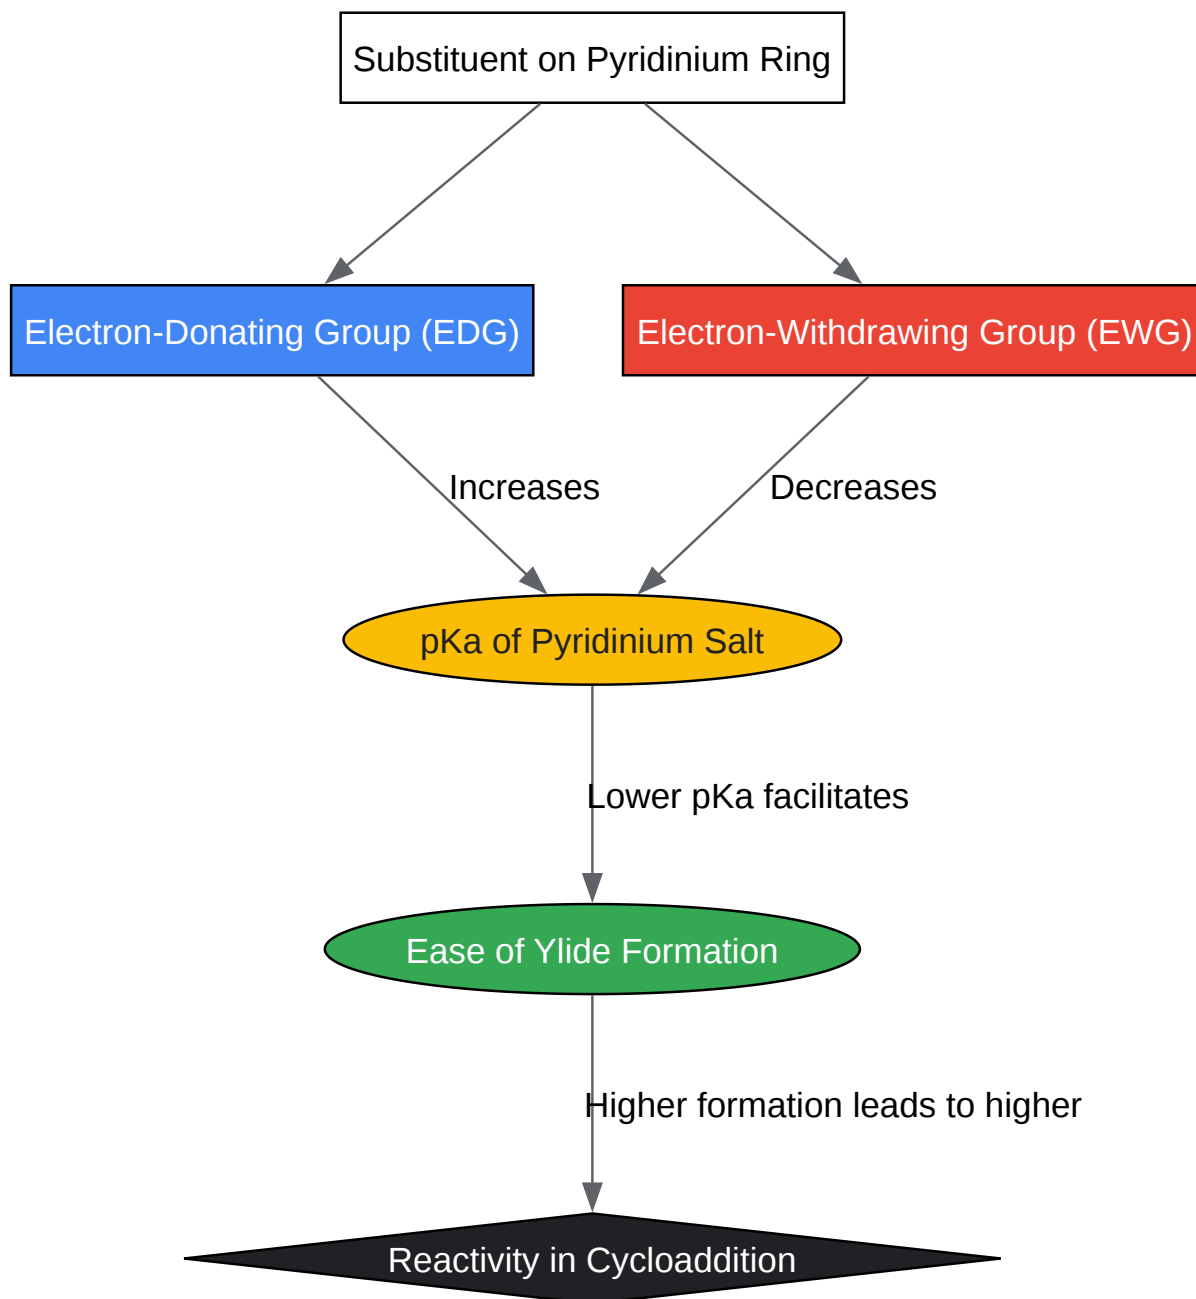 Substituent on Pyridinium Ring
Electron-Donating Group (EDG)
Electron-Withdrawing Group (EWG)
Increases
Decreases
pKa of Pyridinium Salt
Lower pKa facilitates
Ease of Ylide Formation
Higher formation leads to higher
Reactivity in Cycloaddition